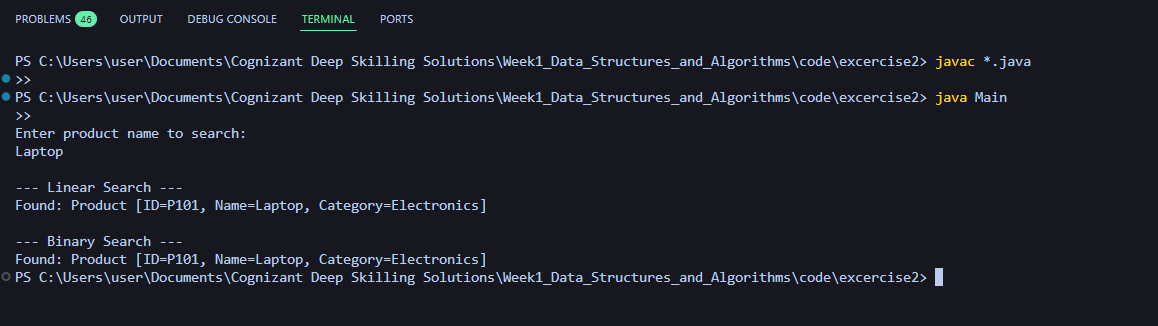 PROBLEMS 46 OUTPUT DEBUG CONSOLE TERMINAL PORTS
PS C:\Users\user\Documents\Cognizant Deep Skilling Solutions\Week1_Data_Structures_and_Algorithms\code\excercise2> javac *.java
>>
PS C:\Users\user\Documents\Cognizant Deep Skilling Solutions\Week1_Data_Structures_and_Algorithms\code\excercise2> java Main
>>
Enter product name to search:
Laptop
--- Linear Search ---
Found: Product [ID=P101, Name=Laptop, Category=Electronics]
--- Binary Search ---
Found: Product [ID=P101, Name=Laptop, Category=Electronics]
PS C:\Users\user\Documents\Cognizant Deep Skilling Solutions\Week1_Data_Structures_and_Algorithms\code\excercise2>